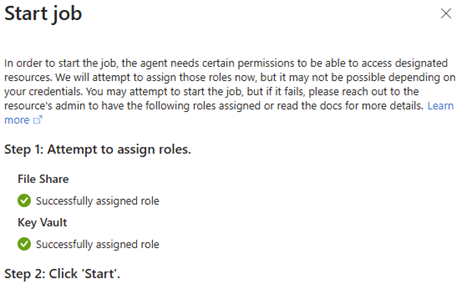 Start job
In order to start the job, the agent needs certain permissions to be able to access designated
resources. We will attempt to assign those roles now, but it may not be possible depending on
your credentials. You may attempt to start the job, but if it fails, please reach out to the
resource's admin to have the following roles assigned or read the docs for more details. Learn
more
Step 1: Attempt to assign roles.
File Share
Successfully assigned role
Key Vault
Successfully assigned role
Step 2: Click 'Start'.